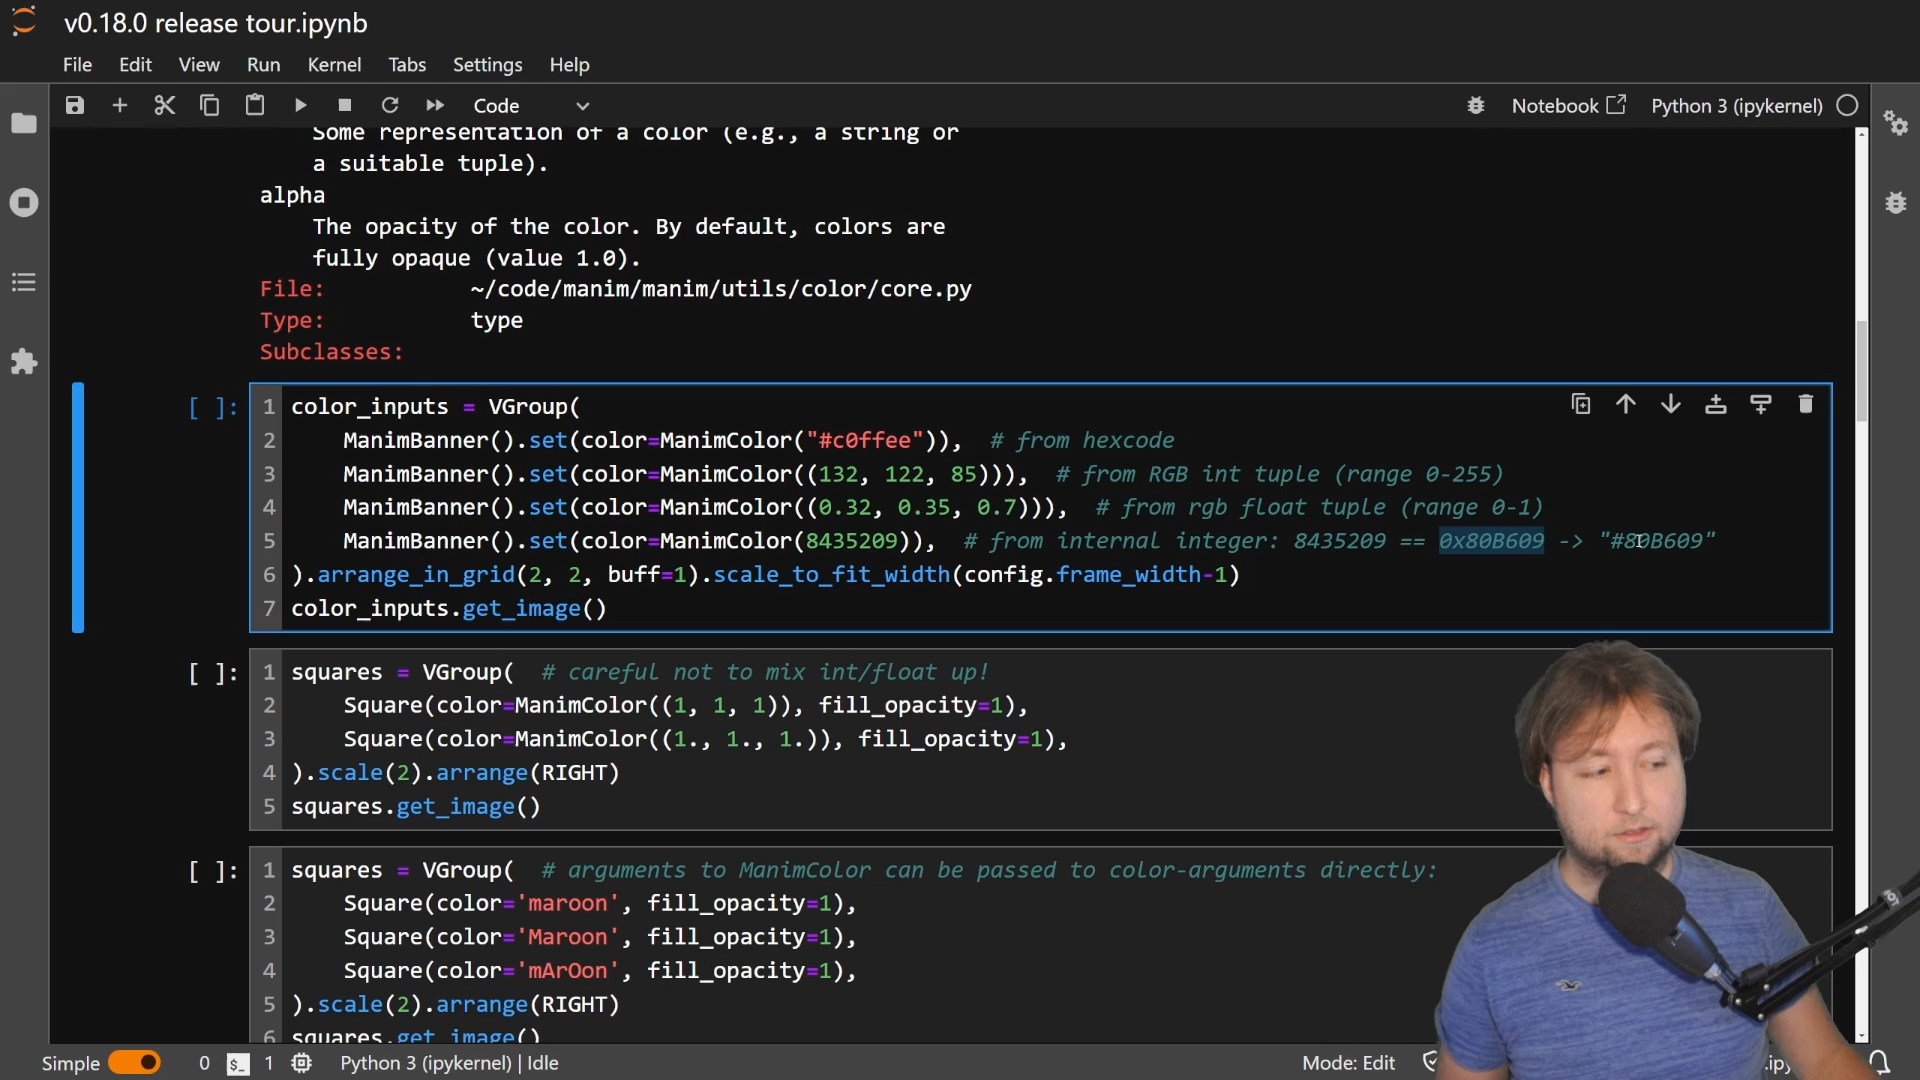 v0.18.0 release tour.ipynb
File Edit View Run Kernel Tabs Settings Help
Code Notebook Python 3 (ipykernel)
Some representation of a color (e.g., a string or
a suitable tuple).
alpha
The opacity of the color. By default, colors are
fully opaque (value 1.0).
File: ~/code/manim/manim/utils/color/core.py
Type: type
Subclasses:
[ ]: 1 color_inputs = VGroup(
2 ManimBanner().set(color=ManimColor("#c0ffee")), # from hexcode
3 ManimBanner().set(color=ManimColor((132, 122, 85))), # from RGB int tuple (range 0-255)
4 ManimBanner().set(color=ManimColor((0.32, 0.35, 0.7))), # from rgb float tuple (range 0-1)
5 ManimBanner().set(color=ManimColor(8435209)), # from internal integer: 8435209 == 0x80B609 -> "#80B609"
6 ).arrange_in_grid(2, 2, buff=1).scale_to_fit_width(config.frame_width-1)
7 color_inputs.get_image()
[ ]: 1 squares = VGroup( # careful not to mix int/float up!
2 Square(color=ManimColor((1, 1, 1)), fill_opacity=1),
3 Square(color=ManimColor((1., 1., 1.)), fill_opacity=1),
4 ).scale(2).arrange(RIGHT)
5 squares.get_image()
[ ]: 1 squares = VGroup( # arguments to ManimColor can be passed to color-arguments directly:
2 Square(color='maroon', fill_opacity=1),
3 Square(color='Maroon', fill_opacity=1),
4 Square(color='mArOon', fill_opacity=1),
5 ).scale(2).arrange(RIGHT)
6 squares.get_image()
Simple 0 $_ 1 Python 3 (ipykernel) | Idle Mode: Edit